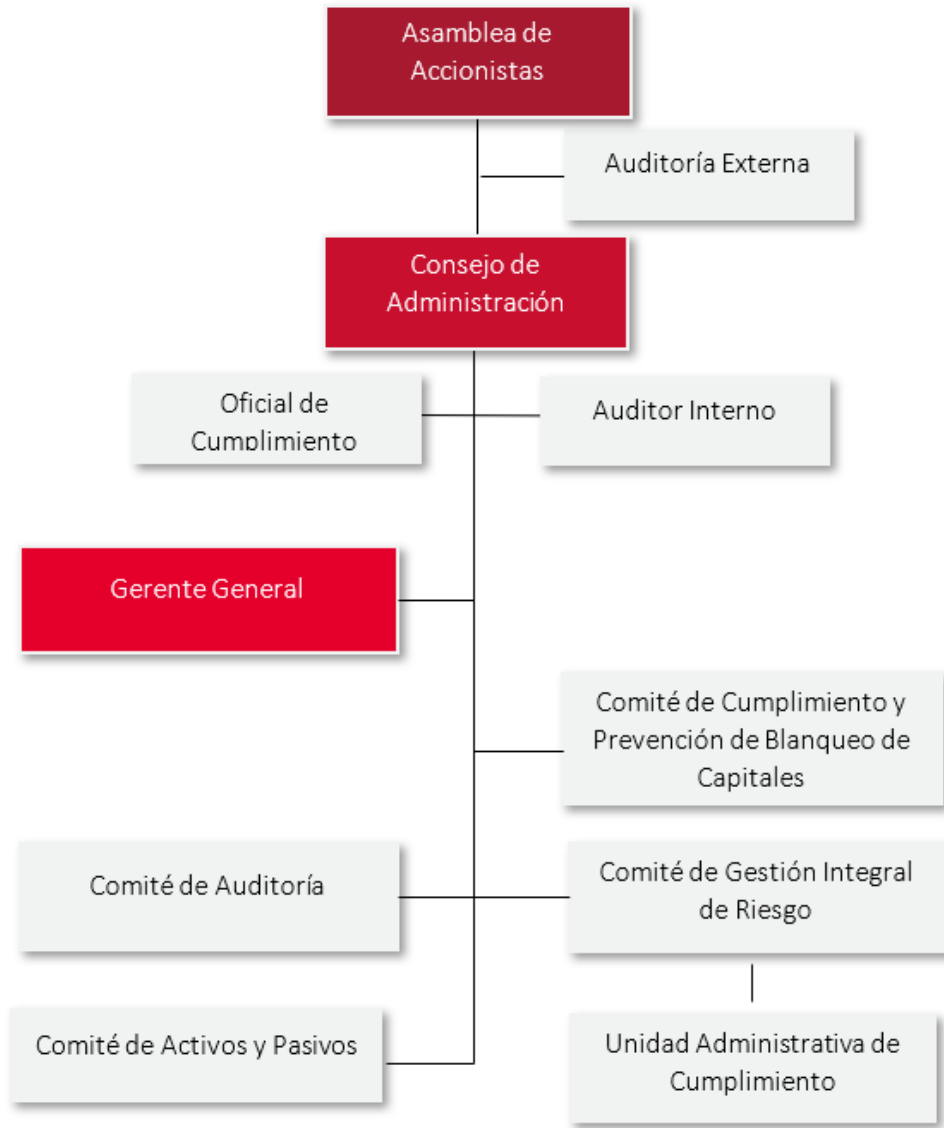 Asamblea de
Accionistas
Auditoría Externa
Consejo de
Administración
Oficial de
Cumplimiento
Auditor Interno
Gerente General
Comité de Cumplimiento y
Prevención de Blanqueo de
Capitales
Comité de Auditoría
Comité de Gestión Integral
de Riesgo
Comité de Activos y Pasivos
Unidad Administrativa de
Cumplimiento